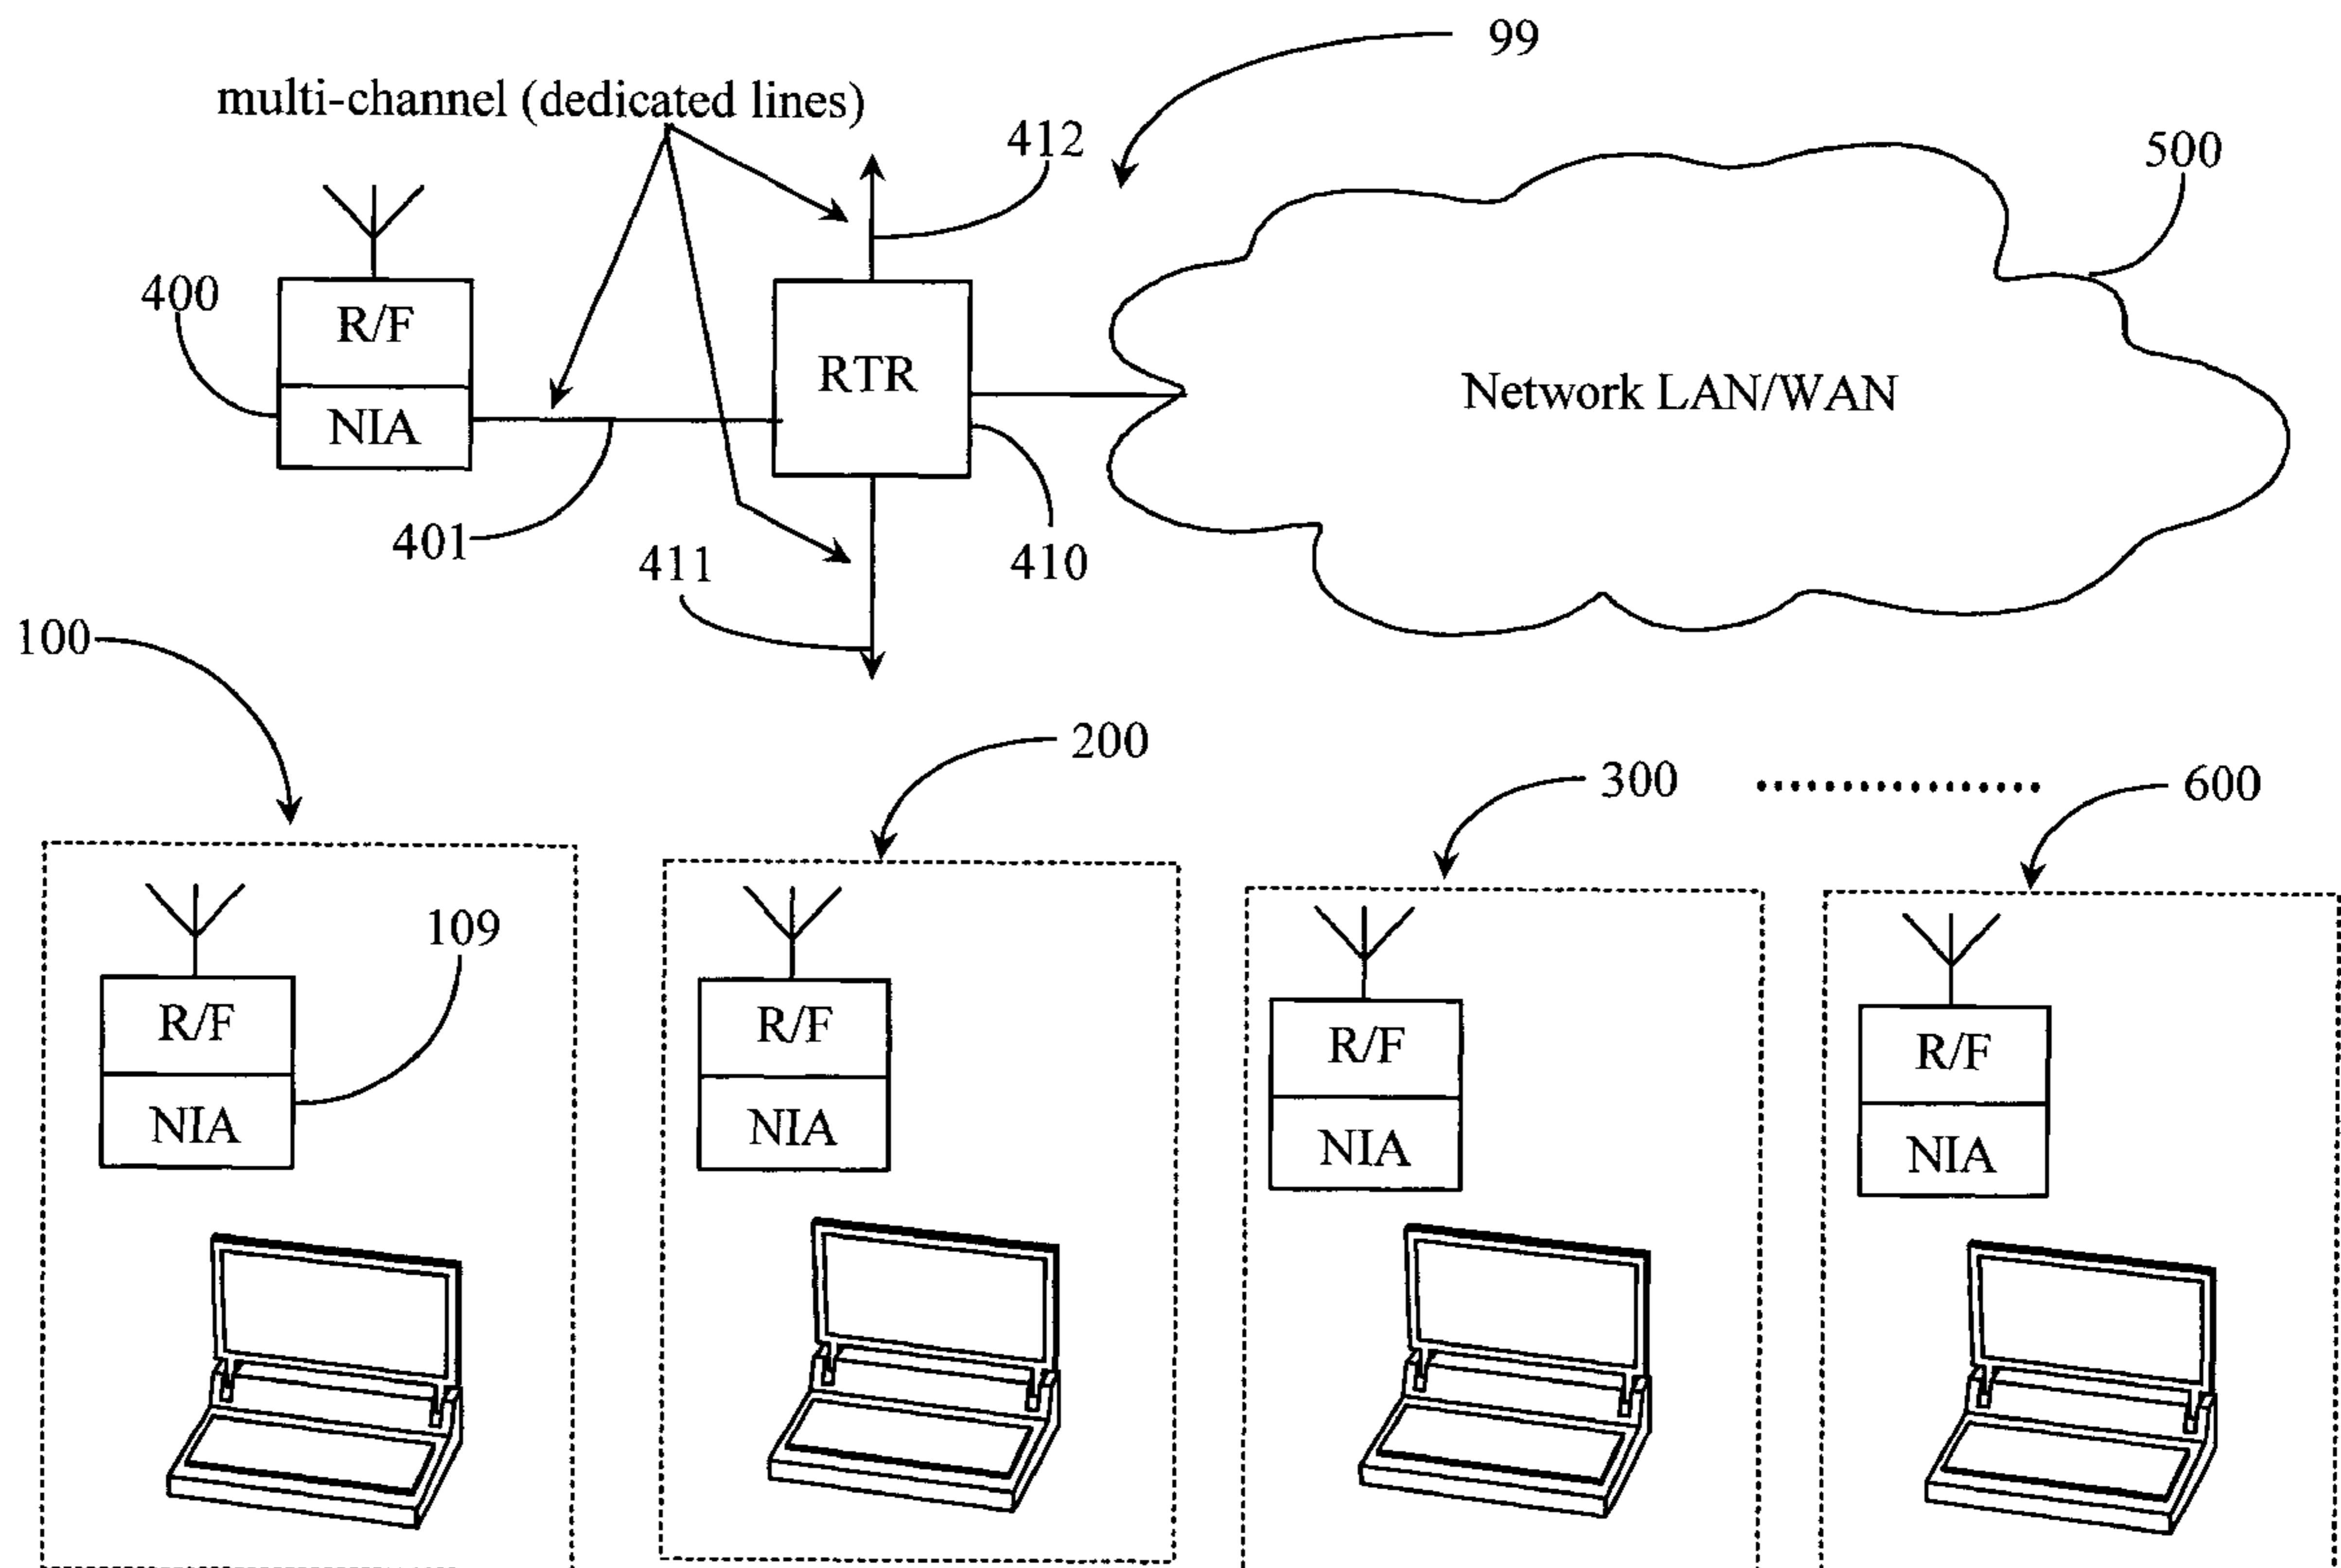 99
multi-channel (dedicated lines)
412
500
400
R/F
RTR
Network LAN/WAN
NIA
401
411
410
100
200
300
600
109
R/F
R/F
R/F
R/F
NIA
NIA
NIA
NIA